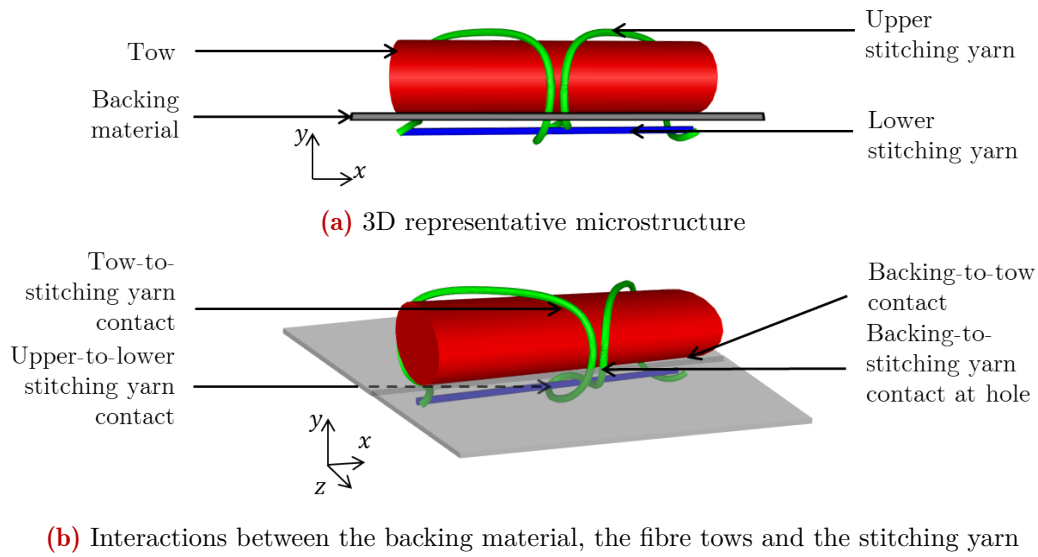 Tow
Backing
material
Upper
stitching yarn
Lower
stitching yarn
y
x
(a) 3D representative microstructure
Tow-to-
stitching yarn
contact
Upper-to-lower
stitching yarn
contact
Backing-to-tow
contact
Backing-to-
stitching yarn
contact at hole
y
x
z
(b) Interactions between the backing material, the fibre tows and the stitching yarn